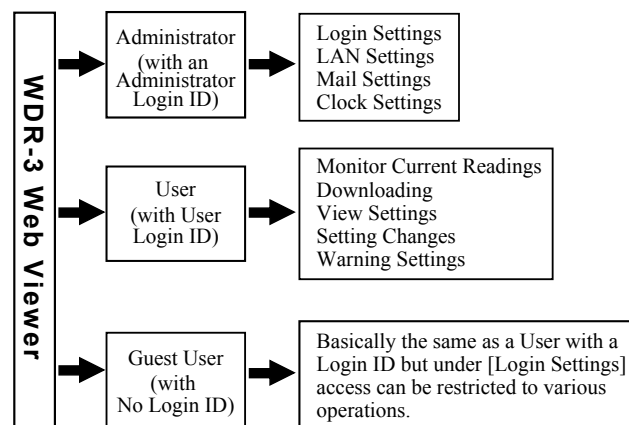 WDR-3 Web Viewer
Administrator
(with an
Administrator
Login ID)
Login Settings
LAN Settings
Mail Settings
Clock Settings
User
(with User
Login ID)
Monitor Current Readings
Downloading
View Settings
Setting Changes
Warning Settings
Guest User
(with
No Login ID)
Basically the same as a User with a
Login ID but under [Login Settings]
access can be restricted to various
operations.